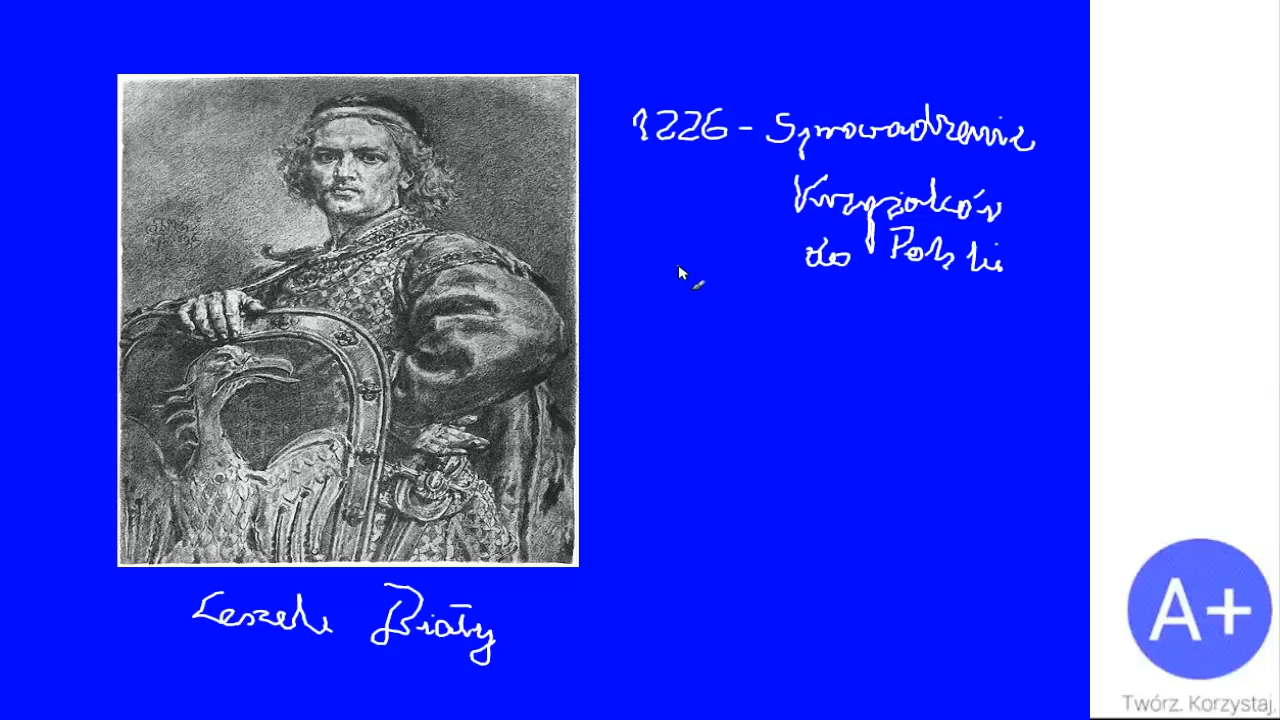 1226 - Sprowadzenie
Krzyżaków
do Polski
Leszek Biały
A+
Twórz. Korzystaj.